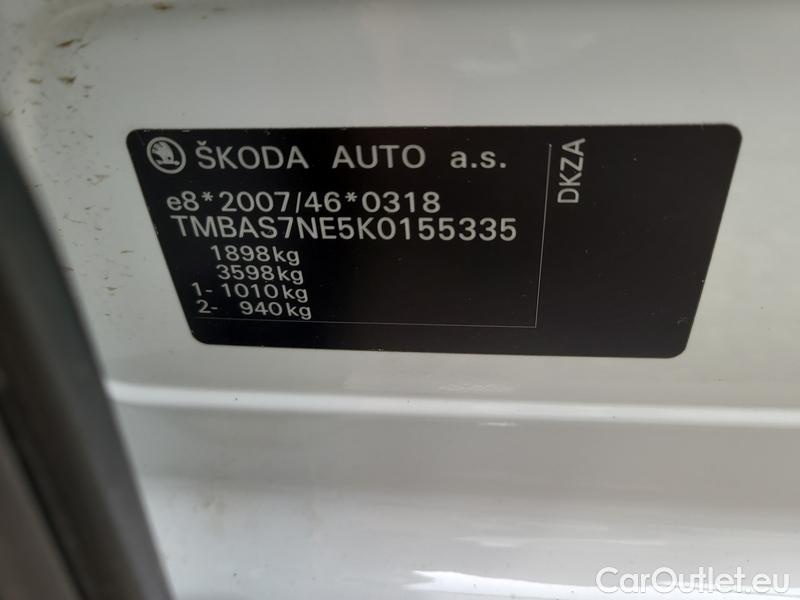 ŠKODA AUTO a.s.
e8*2007/46*0318
TMBAS7NE5K0155335
1898kg
3598kg
1- 1010kg
2- 940kg
DKZA
CarOutlet.eu